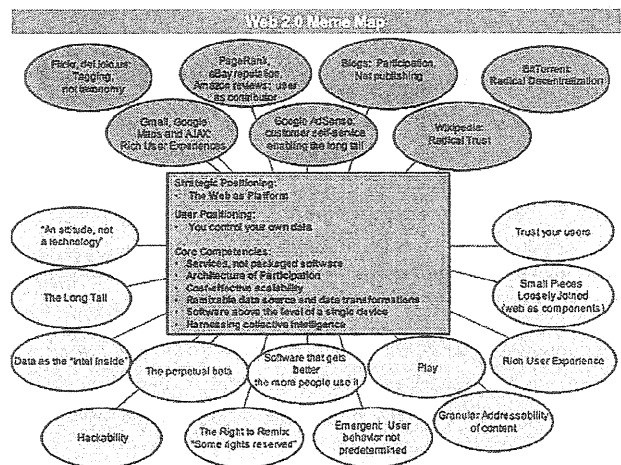 Web 2.0 Meme Map
Flickr, del.icio.us:
Tagging,
not taxonomy
PageRank,
eBay reputation,
Amazon reviews: user
as contributor
Blogs: Participation,
Not publishing
BitTorrent:
Radical Decentralization
Gmail, Google
Maps and AJAX:
Rich User Experiences
Google AdSense:
customer self-service
enabling the long tail
Wikipedia:
Radical Trust
Strategic Positioning:
• The Web as Platform
User Positioning:
• You control your own data
Core Competencies:
• Services, not packaged software
• Architecture of Participation
• Cost-effective scalability
• Remixable data source and data transformations
• Software above the level of a single device
• Harnessing collective intelligence
"An attitude, not
a technology"
Trust your users
The Long Tail
Small Pieces
Loosely Joined
(web as components)
Data as the "Intel Inside"
Rich User Experience
The perpetual beta
Software that gets
better
the more people use it
Play
Hackability
The Right to Remix:
"Some rights reserved"
Emergent: User
behavior not
predetermined
Granular Addressability
of content